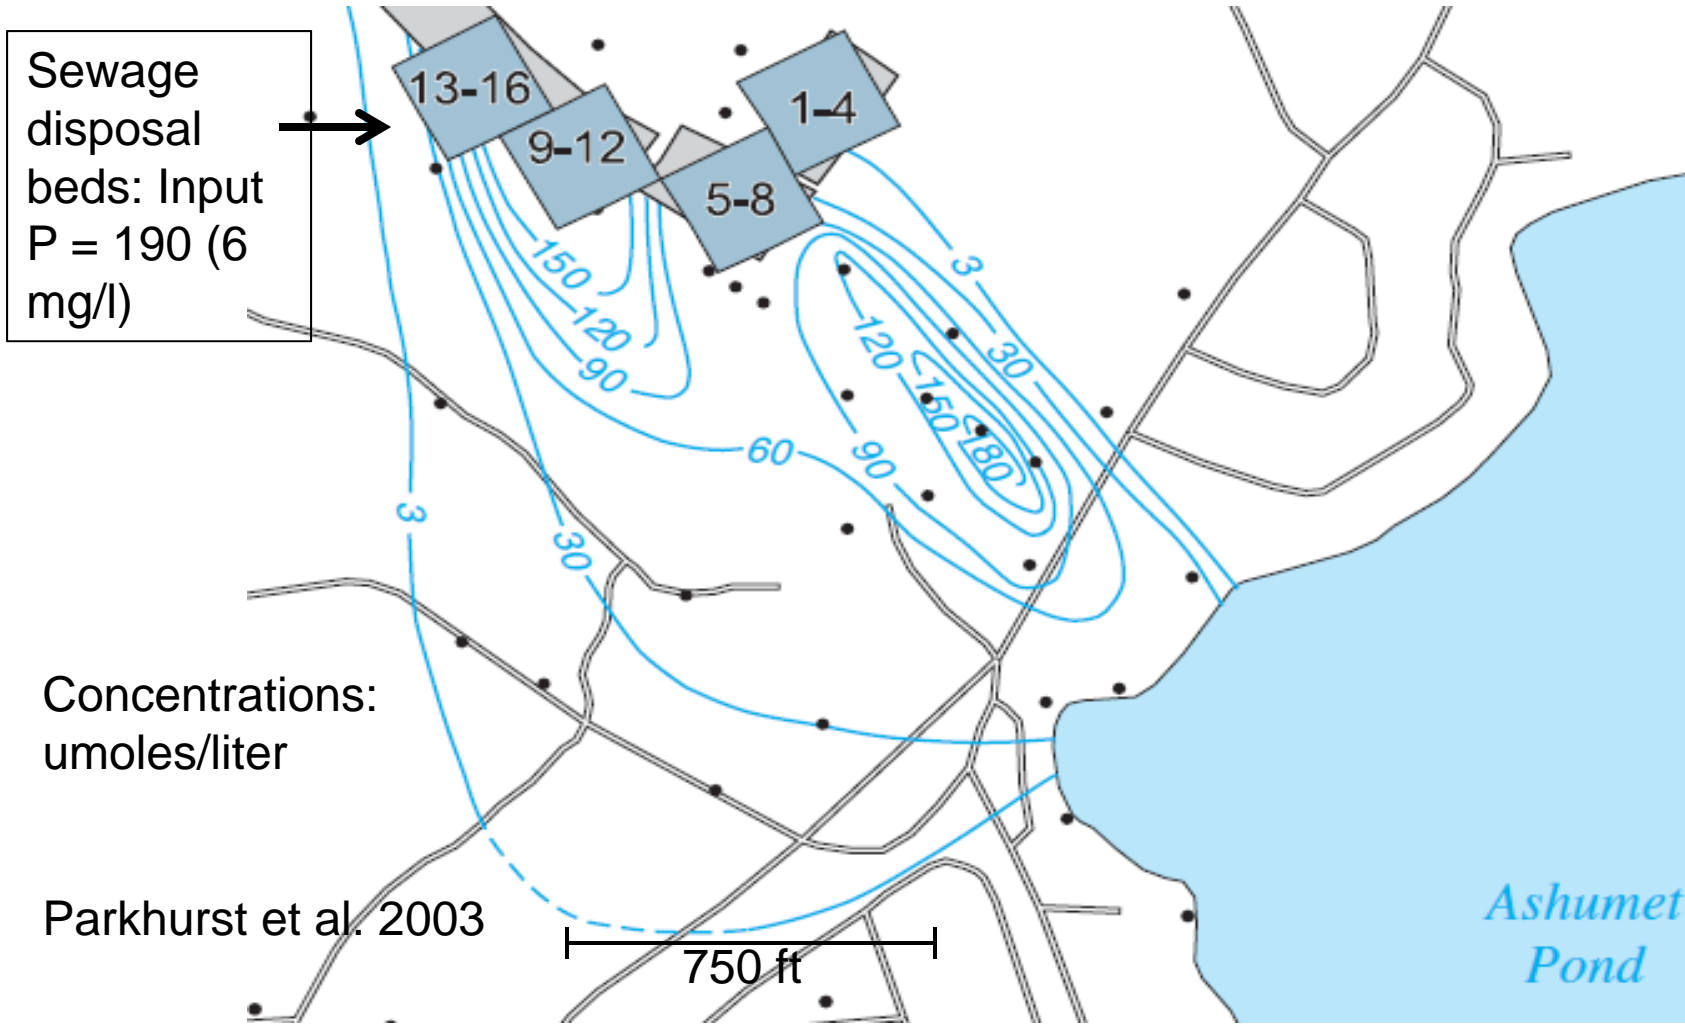 Sewage
disposal
beds: Input
P = 190 (6
mg/l)
13-16
9-12
1-4
5-8
150
120
90
60
3
30
3
30
120
150
180
90
Concentrations:
umoles/liter
Parkhurst et al. 2003
750 ft
Ashumet
Pond